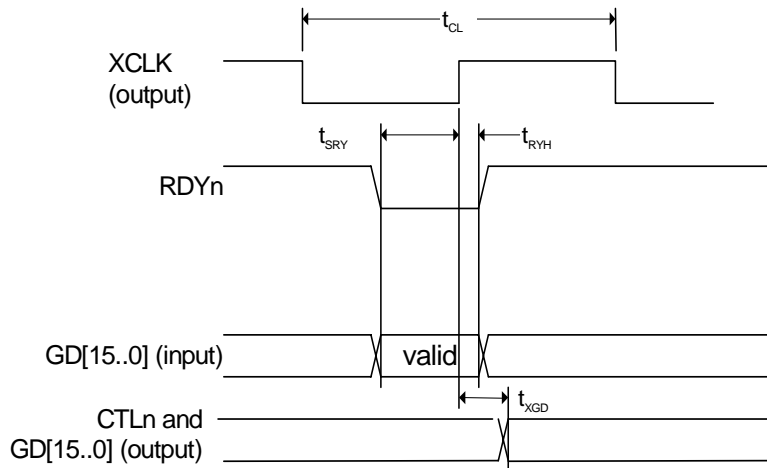 t_CL
XCLK
(output)
t_SRY
t_RYH
RDYn
GD[15..0] (input)
valid
t_XGD
CTLn and
GD[15..0] (output)